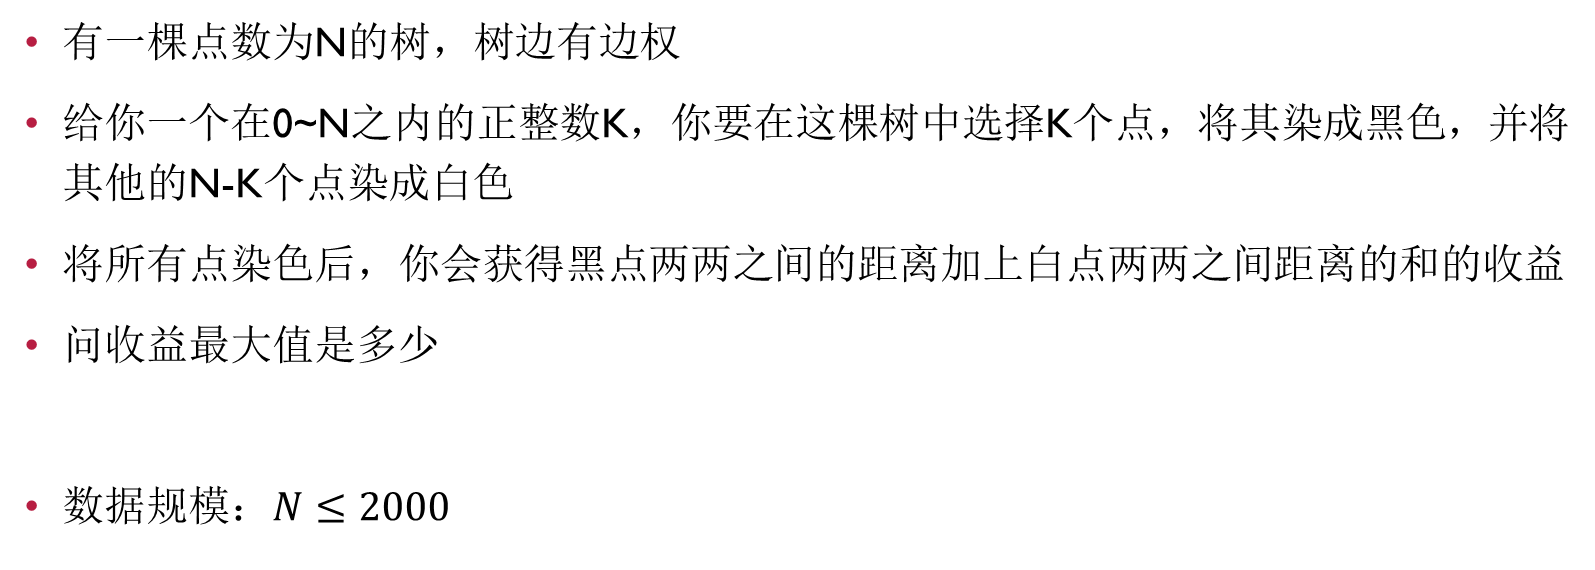 • 有一棵点数为N的树，树边有边权
• 给你一个在0~N之内的正整数K，你要在这棵树中选择K个点，将其染成黑色，并将
其他的N-K个点染成白色
• 将所有点染色后，你会获得黑点两两之间的距离加上白点两两之间距离的和的收益
• 问收益最大值是多少
• 数据规模：N ≤ 2000